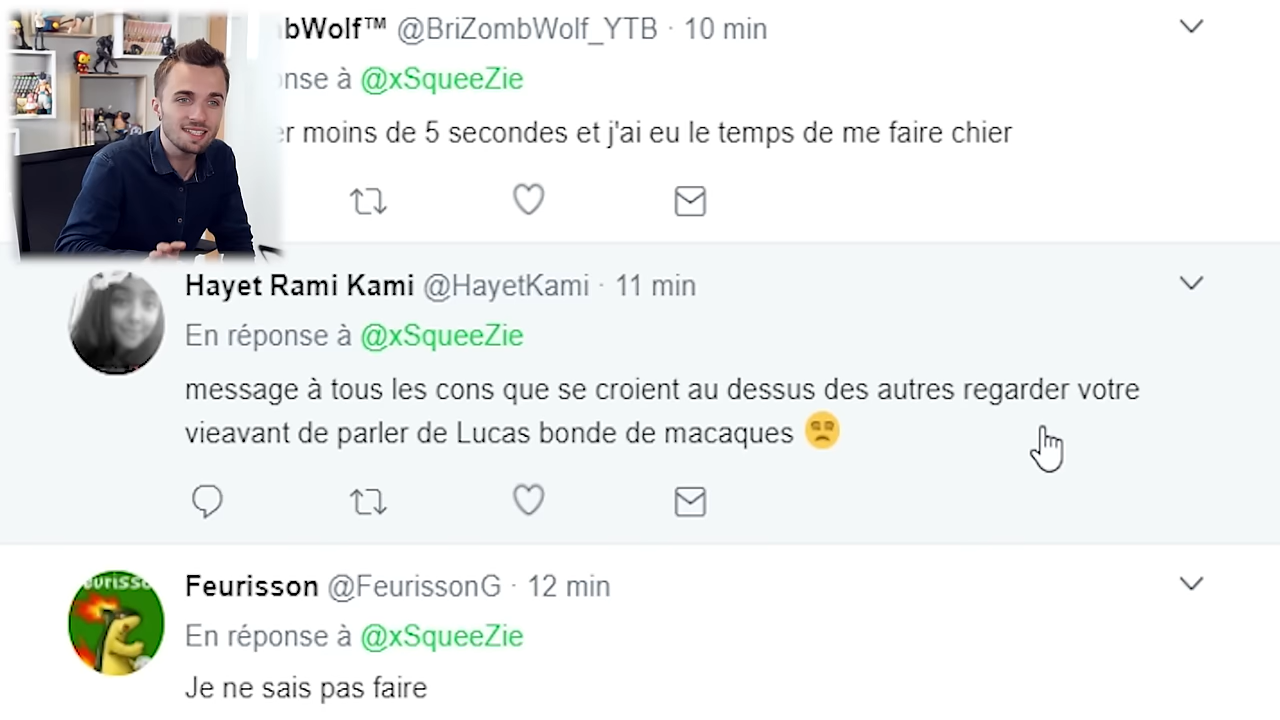 bWolf™ @BriZombWolf_YTB · 10 min
nse à @xSqueeZie
er moins de 5 secondes et j'ai eu le temps de me faire chier
Hayet Rami Kami @HayetKami · 11 min
En réponse à @xSqueeZie
message à tous les cons que se croient au dessus des autres regarder votre
vieavant de parler de Lucas bonde de macaques
Feurisson @FeurissonG · 12 min
En réponse à @xSqueeZie
Je ne sais pas faire